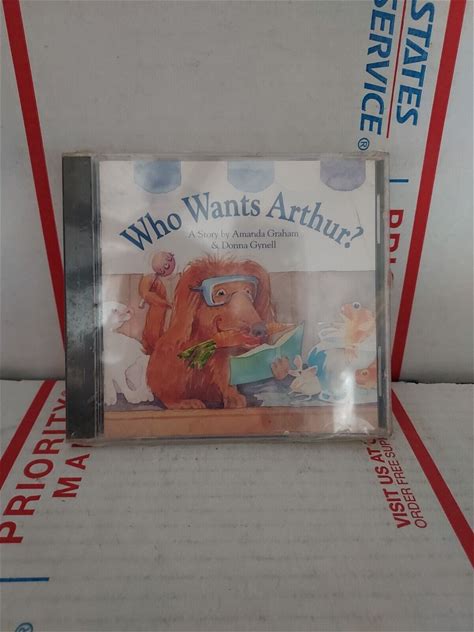 STATES
SERVICE®
Who Wants Arthur?
A Story by Amanda Graham
& Donna Gynell
PRIORITY
MA
VISIT US AT
ORDER FREE SUP
PRIORITY